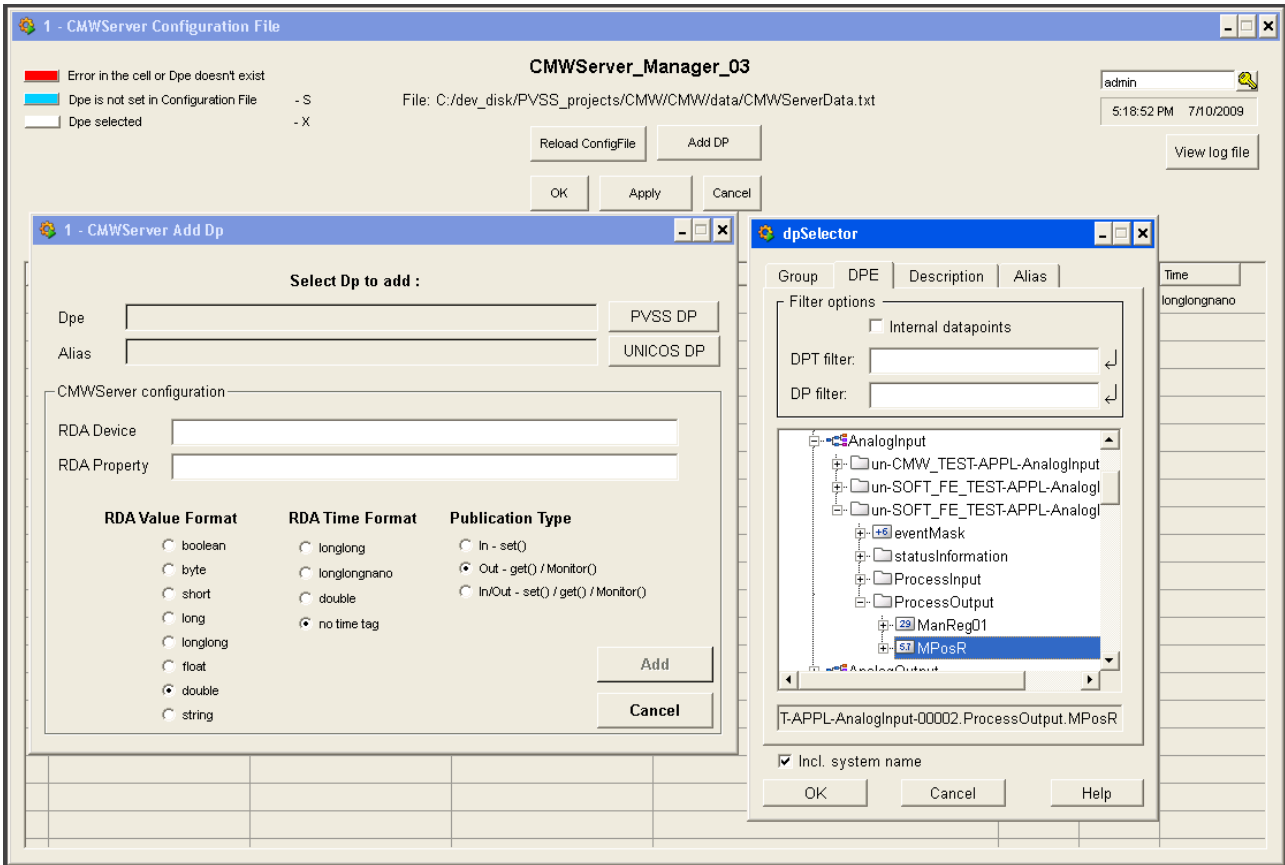 1 - CMWServer Configuration File
CMWServer_Manager_03
Error in the cell or Dpe doesn't exist
Dpe is not set in Configuration File - S
Dpe selected - X
File: C:/dev_disk/PVSS_projects/CMW/CMW/data/CMWServerData.txt
admin
5:18:52 PM 7/10/2009
Reload ConfigFile
Add DP
View log file
OK
Apply
Cancel
Time
longlongnano
1 - CMWServer Add Dp
Select Dp to add :
Dpe
PVSS DP
Alias
UNICOS DP
CMWServer configuration
RDA Device
RDA Property
RDA Value Format
boolean
byte
short
long
longlong
float
double
string
RDA Time Format
longlong
longlongnano
double
no time tag
Publication Type
In - set()
Out - get() / Monitor()
In/Out - set() / get() / Monitor()
Add
Cancel
dpSelector
Group
DPE
Description
Alias
Filter options
Internal datapoints
DPT filter:
DP filter:
AnalogInput
un-CMW_TEST-APPL-AnalogInput
un-SOFT_FE_TEST-APPL-Analogl
un-SOFT_FE_TEST-APPL-Analogl
+6 eventMask
statusInformation
ProcessInput
ProcessOutput
29 ManReg01
5.7 MPosR
AnalogOutput
T-APPL-AnalogInput-00002.ProcessOutput.MPosR
Incl. system name
OK
Cancel
Help